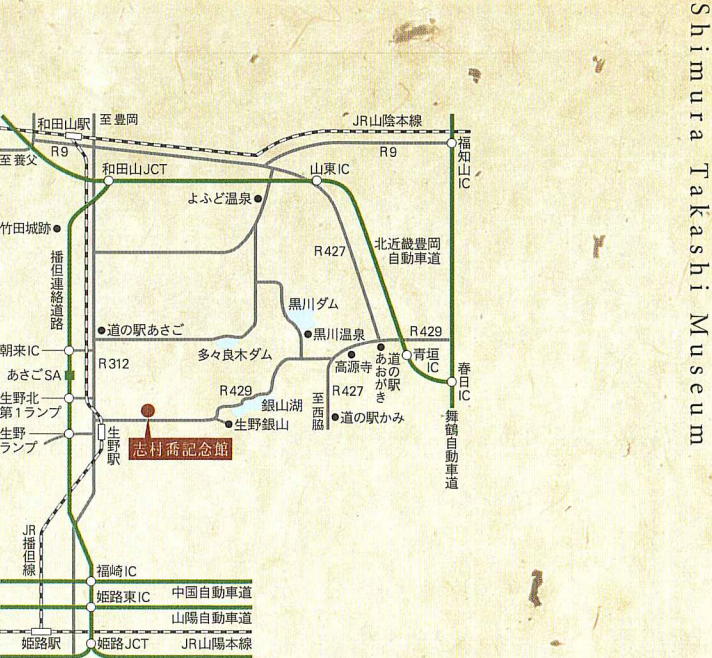 Shimura Takashi Museum
和田山駅
至豊岡
JR山陰本線
R9
R9
至養父
福知山IC
和田山JCT
山東IC
よふど温泉
竹田城跡
R427
北近畿豊岡
自動車道
播但連絡道路
黒川ダム
道の駅あさご
黒川温泉
R429
多々良木ダム
朝来IC
R312
高源寺
道の駅
あおがき
青垣
IC
あさごSA
春日IC
R429
R427
至西脇
生野北
第1ランプ
銀山湖
生野銀山
道の駅かみ
生野
ランプ
生野駅
志村喬記念館
舞鶴自動車道
JR播但線
福崎IC
中国自動車道
姫路東IC
山陽自動車道
姫路駅
姫路JCT
JR山陽本線